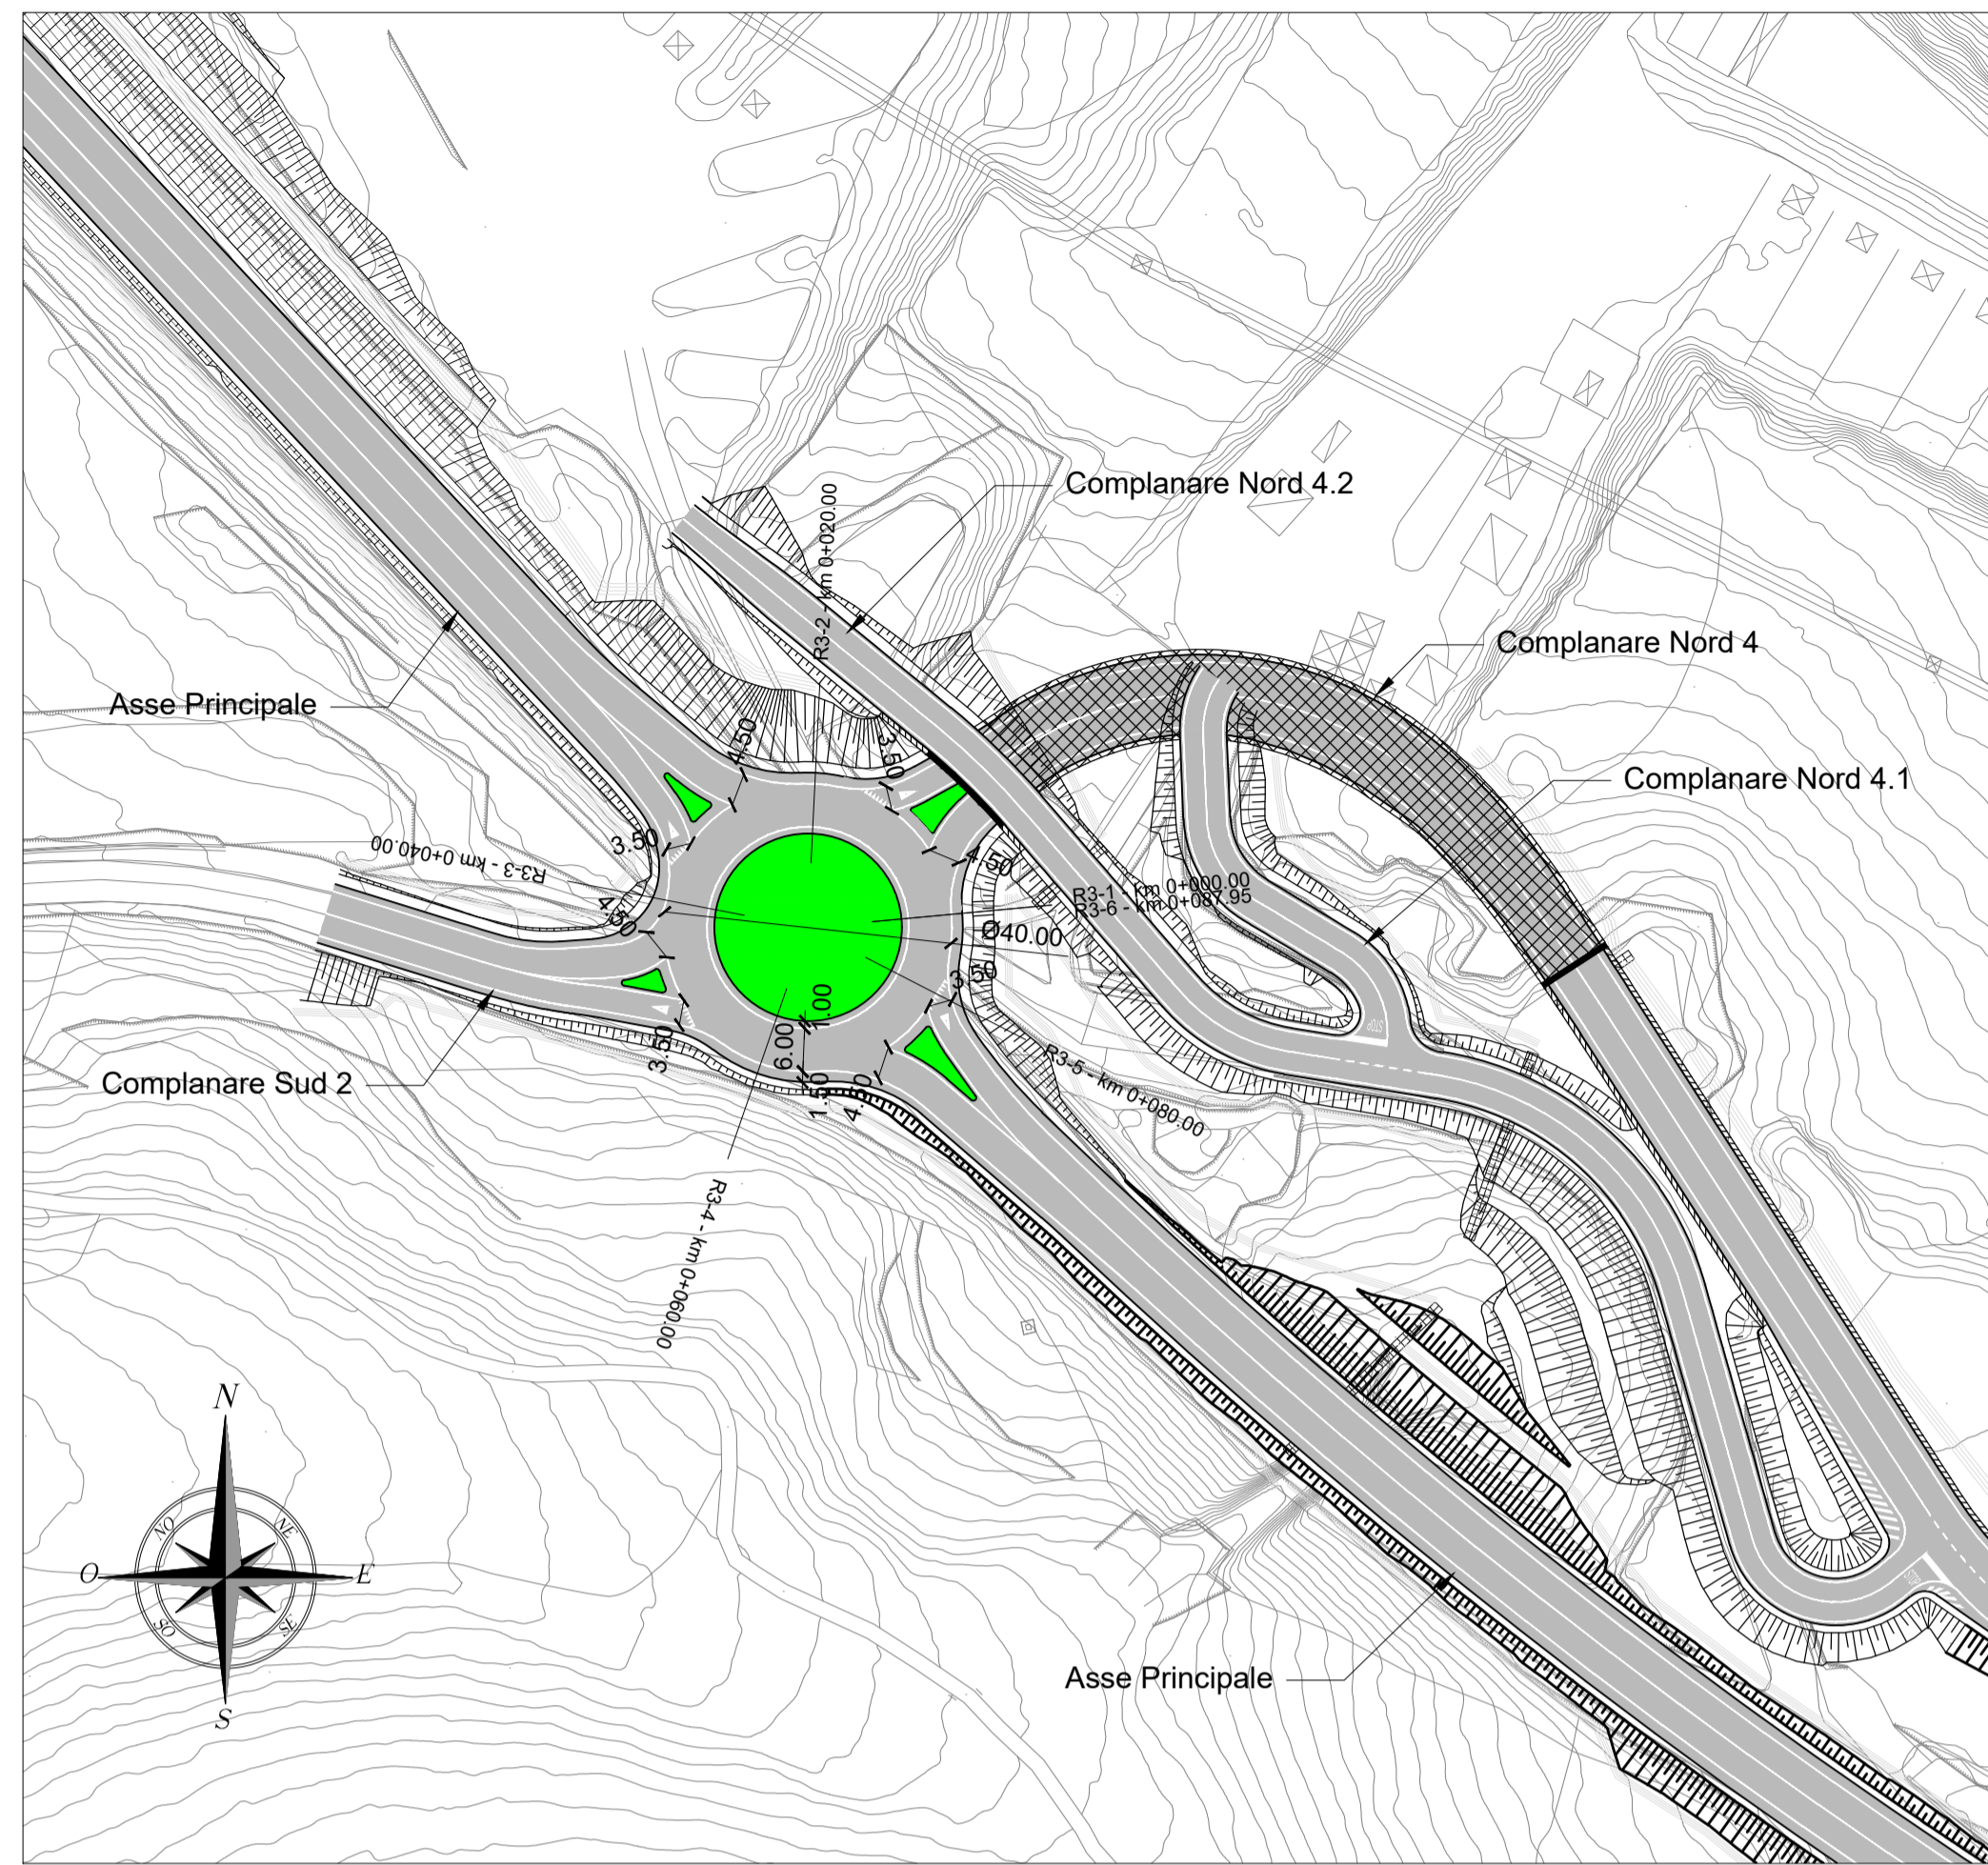 Complanare Nord 4.2
R3-2 - km 0+020.00
Complanare Nord 4
Asse Principale
4.50
3.50
Complanare Nord 4.1
3.50
R3-3 - km 0+040.00
4.50
4.50
R3-1 - km 0+000.00
R3-6 - km 0+087.95
Ø40.00
3.50
1.00
6.00
3.50
1.50
4.50
STOP
R3-5 - km 0+080.00
Complanare Sud 2
R3-4 - km 0+060.00
N
NO
NE
O
E
SO
SE
S
STOP
Asse Principale